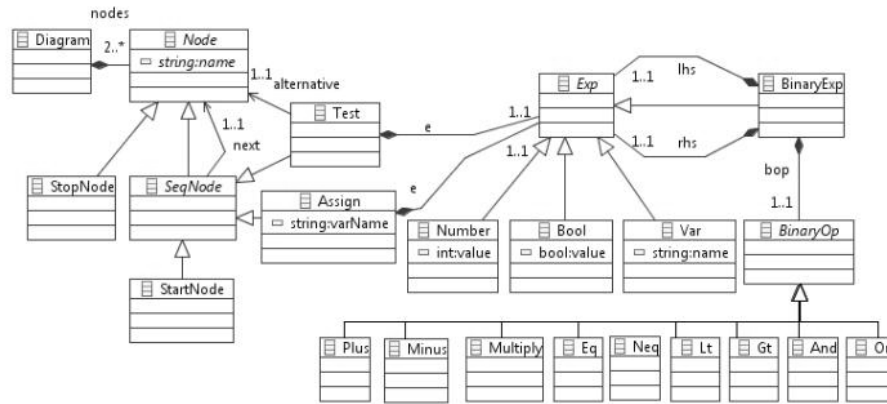 nodes
Diagram
2..*
Node
string:name
1..1
alternative
Test
1..1
next
StopNode
SeqNode
Assign
string:varName
StartNode
e
e
1..1
1..1
Exp
1..1
lhs
1..1
rhs
BinaryExp
bop
1..1
Number
int:value
Bool
bool:value
Var
string:name
BinaryOp
Plus
Minus
Multiply
Eq
Neq
Lt
Gt
And
Or